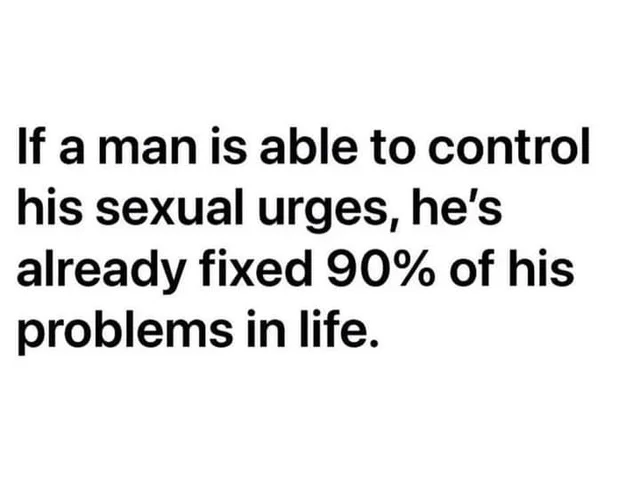 If a man is able to control
his sexual urges, he’s
already fixed 90% of his
problems in life.